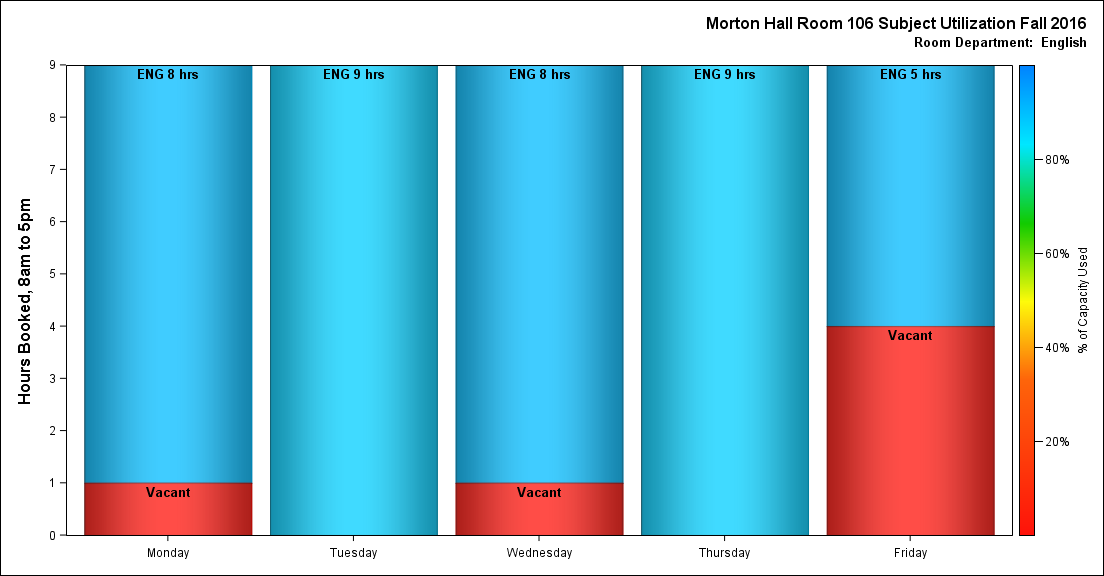 Morton Hall Room 106 Subject Utilization Fall 2016
Room Department: English
Hours Booked, 8am to 5pm
9
8
7
6
5
4
3
2
1
0
ENG 8 hrs
ENG 9 hrs
ENG 8 hrs
ENG 9 hrs
ENG 5 hrs
Vacant
Vacant
Vacant
Monday
Tuesday
Wednesday
Thursday
Friday
80%
60%
40%
20%
% of Capacity Used